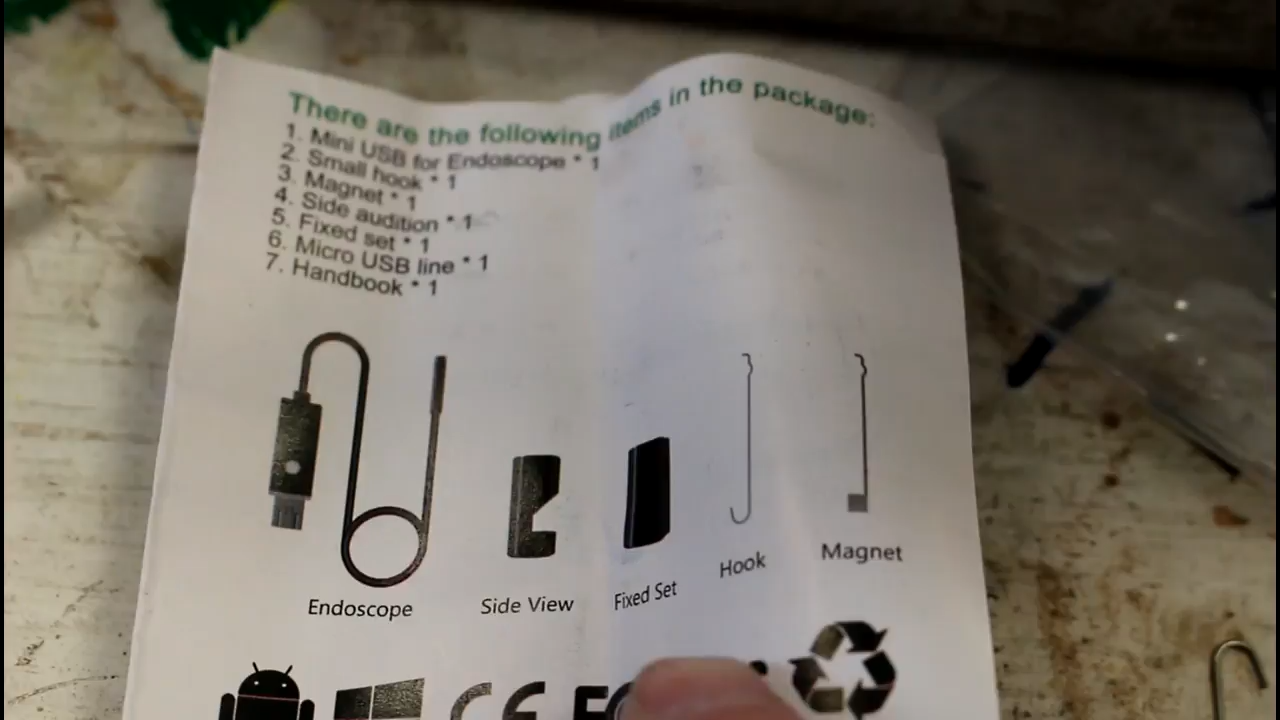 There are the following items in the package:
1. Mini USB for Endoscope * 1
2. Small hook * 1
3. Magnet * 1
4. Side audition * 1
5. Fixed set * 1
6. Micro USB line * 1
7. Handbook * 1
Endoscope
Side View
Fixed Set
Hook
Magnet
CE